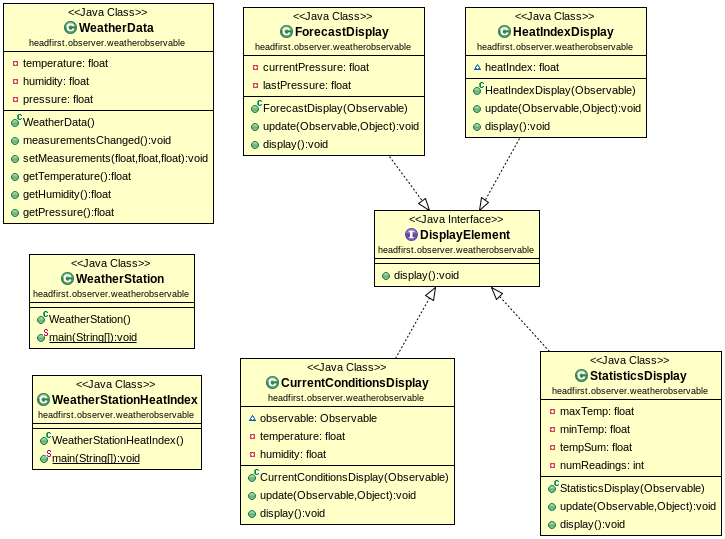 <<Java Class>>
WeatherData
headfirst.observer.weatherobservable
temperature: float
humidity: float
pressure: float
WeatherData()
measurementsChanged():void
setMeasurements(float,float,float):void
getTemperature():float
getHumidity():float
getPressure():float
<<Java Class>>
ForecastDisplay
headfirst.observer.weatherobservable
currentPressure: float
lastPressure: float
ForecastDisplay(Observable)
update(Observable,Object):void
display():void
<<Java Class>>
HeatIndexDisplay
headfirst.observer.weatherobservable
heatIndex: float
HeatIndexDisplay(Observable)
update(Observable,Object):void
display():void
<<Java Interface>>
DisplayElement
headfirst.observer.weatherobservable
display():void
<<Java Class>>
WeatherStation
headfirst.observer.weatherobservable
WeatherStation()
main(String[]):void
<<Java Class>>
WeatherStationHeatIndex
headfirst.observer.weatherobservable
WeatherStationHeatIndex()
main(String[]):void
<<Java Class>>
CurrentConditionsDisplay
headfirst.observer.weatherobservable
observable: Observable
temperature: float
humidity: float
CurrentConditionsDisplay(Observable)
update(Observable,Object):void
display():void
<<Java Class>>
StatisticsDisplay
headfirst.observer.weatherobservable
maxTemp: float
minTemp: float
tempSum: float
numReadings: int
StatisticsDisplay(Observable)
update(Observable,Object):void
display():void